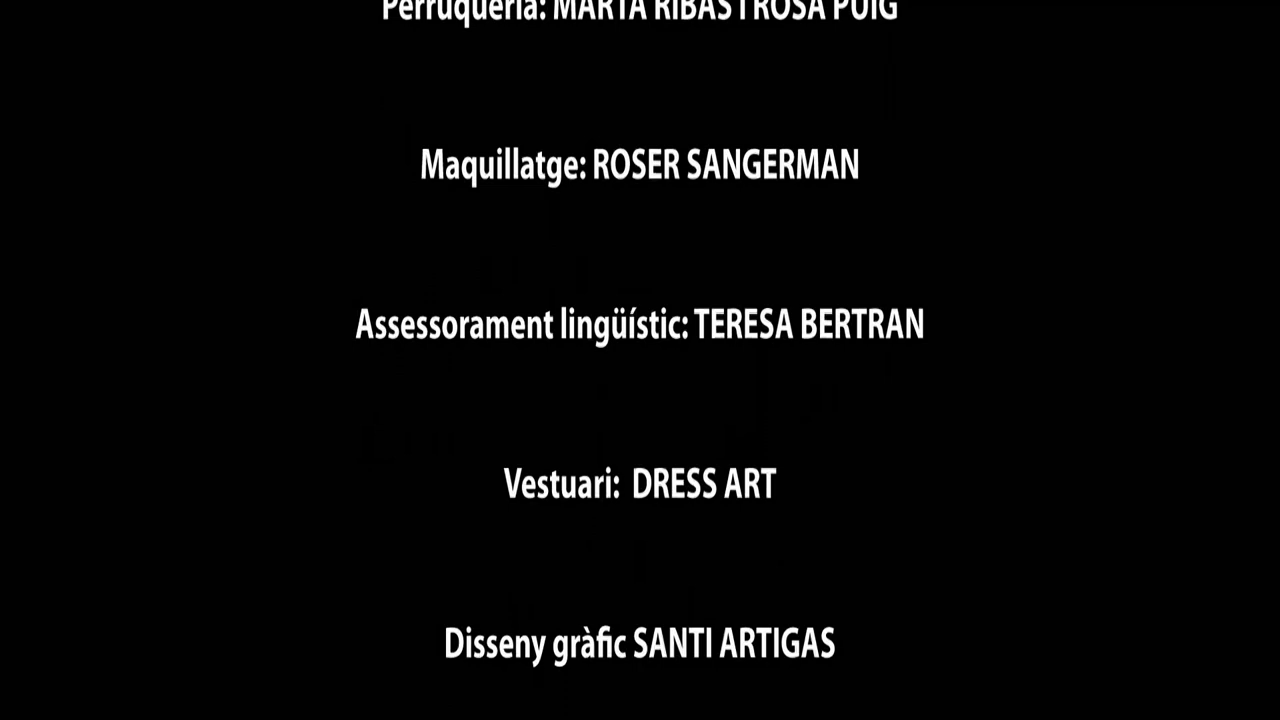 Perruqueria: MARTA RIBAS I ROSA PUIG
Maquillatge: ROSER SANGERMAN
Assessorament lingüístic: TERESA BERTRAN
Vestuari: DRESS ART
Disseny gràfic SANTI ARTIGAS